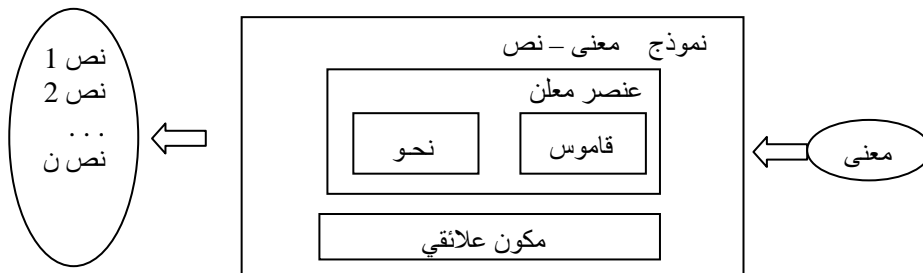 نموذج معنى – نص
عنصر معلن
قاموس
نحو
مكون علائقي
معنى
نص 1
نص 2
. . .
نص ن